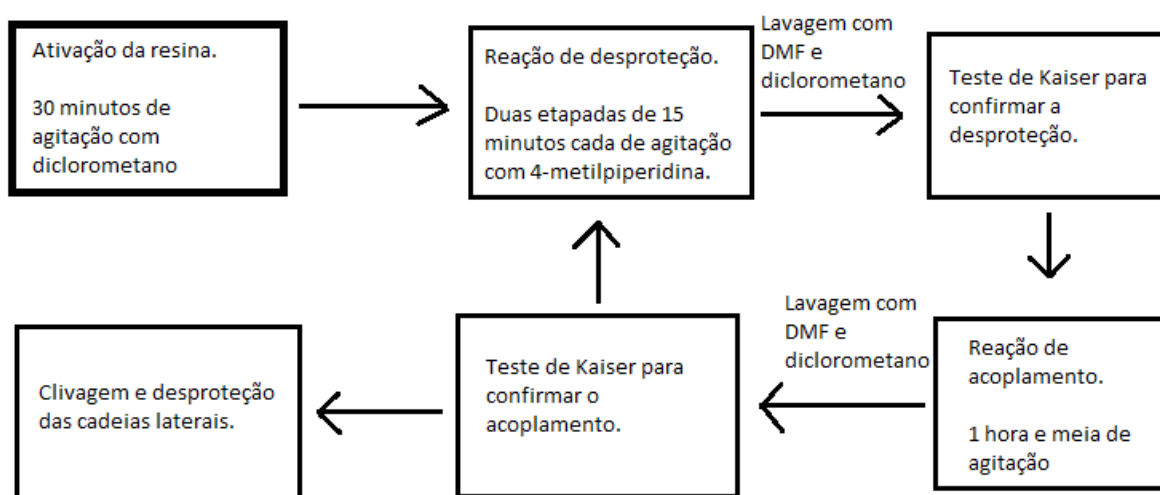 Ativação da resina.
30 minutos de
agitação com
diclorometano
Reação de desproteção.
Duas etapadas de 15
minutos cada de agitação
com 4-metilpiperidina.
Lavagem com
DMF e
diclorometano
Teste de Kaiser para
confirmar a
desproteção.
Reação de
acoplamento.
1 hora e meia de
agitação
Lavagem com
DMF e
diclorometano
Teste de Kaiser para
confirmar o
acoplamento.
Clivagem e desproteção
das cadeias laterais.